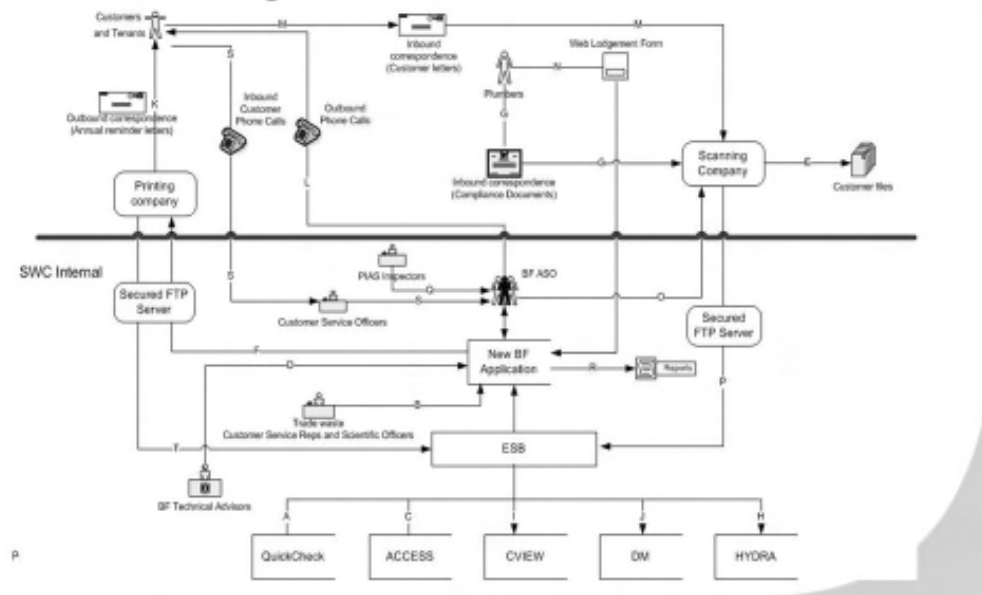 Customers
and Tenants
M
M
S
Inbound
correspondence
(Customer letters)
Web Lodgement Form
N
Plumbers
K
Outbound correspondence
(Annual reminder letters)
Inbound
Customer
Phone Calls
Outbound
Phone Calls
G
L
Printing
company
Inbound correspondence
(Compliance Documents)
G
Scanning
Company
E
Customer files
SWC Internal
S
PIAS Inspectors
Q
BF ASO
S
O
Customer Service Officers
Secured FTP
Server
Secured
FTP Server
F
New BF
Application
R
Reports
D
P
B
Trade waste
Customer Service Reps and Scientific Officers
T
ESB
BF Technical Advisors
A
C
I
J
H
P
QuickCheck
ACCESS
CVIEW
DM
HYDRA